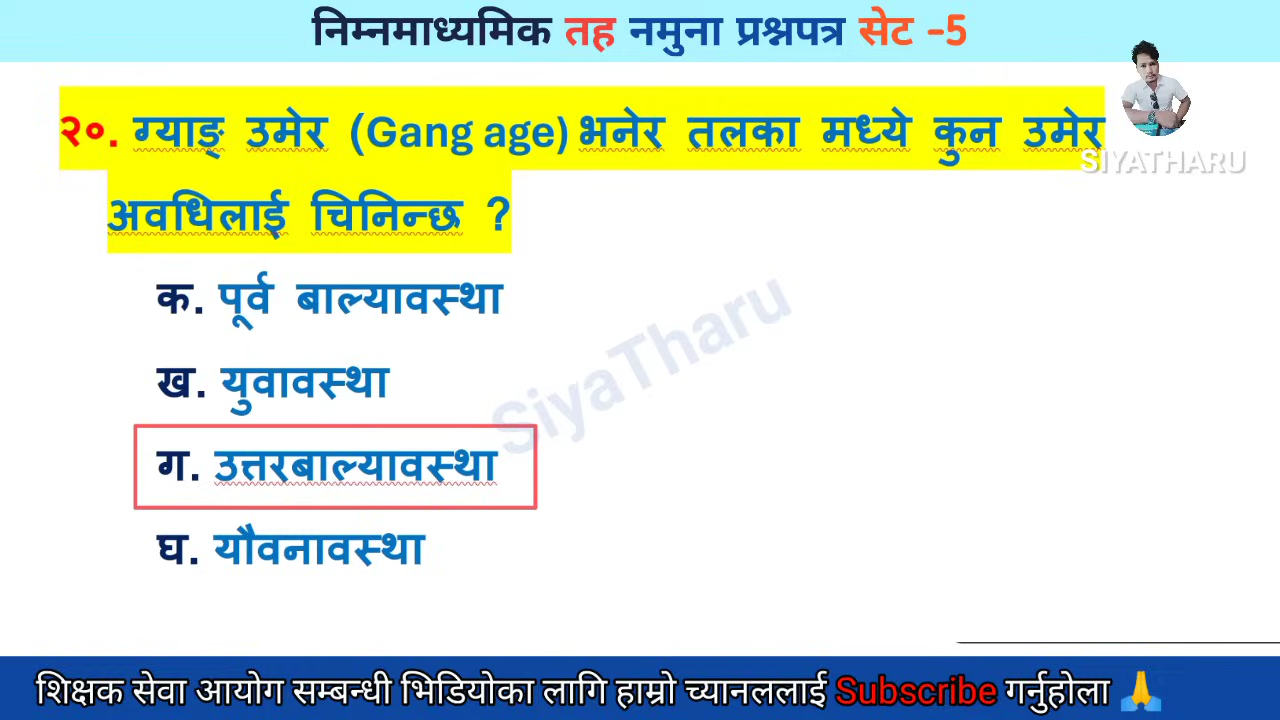 निम्नमाध्यमिक तह नमुना प्रश्नपत्र सेट -5
२०. ग्याङ् उमेर (Gang age) भनेर तलका मध्ये कुन उमेर
SIYATHARU
अवधिलाई चिनिन्छ ?
क. पूर्व बाल्यावस्था
ख. युवावस्था
ग. उत्तरबाल्यावस्था
घ. यौवनावस्था
SiyaTharu
शिक्षक सेवा आयोग सम्बन्धी भिडियोका लागि हाम्रो च्यानललाई Subscribe गर्नुहोला 🙏